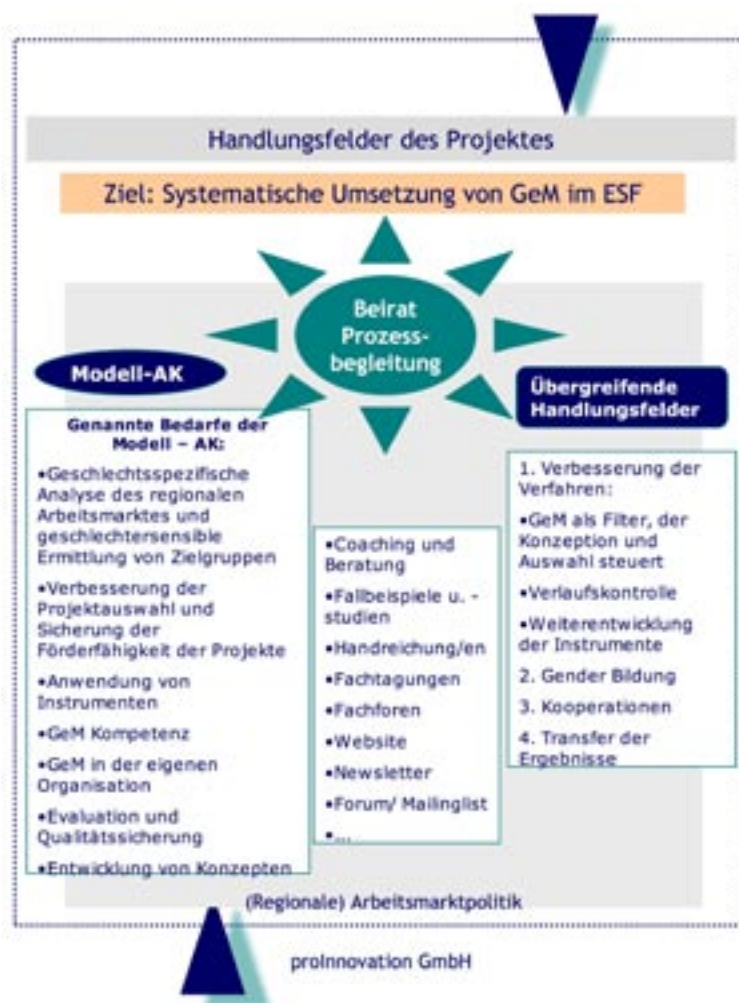 Handlungsfelder des Projektes
Ziel: Systematische Umsetzung von GeM im ESF
Beirat
Prozess-
begleitung
Modell-AK
Genannte Bedarfe der
Modell – AK:
•Geschlechtsspezifische
Analyse des regionalen
Arbeitsmarktes und
geschlechtersensible
Ermittlung von Zielgruppen
•Verbesserung der
Projektauswahl und
Sicherung der
Förderfähigkeit der Projekte
•Anwendung von
Instrumenten
•GeM Kompetenz
•GeM in der eigenen
Organisation
•Evaluation und
Qualitätssicherung
•Entwicklung von Konzepten
•Coaching und
Beratung
•Fallbeispiele u. -
studien
•Handreichung/en
•Fachtagungen
•Fachforen
•Website
•Newsletter
•Forum/ Mailinglist
•...
Übergreifende
Handlungsfelder
1. Verbesserung der
Verfahren:
•GeM als Filter, der
Konzeption und
Auswahl steuert
•Verlaufskontrolle
•Weiterentwicklung
der Instrumente
2. Gender Bildung
3. Kooperationen
4. Transfer der
Ergebnisse
(Regionale) Arbeitsmarktpolitik
proInnovation GmbH